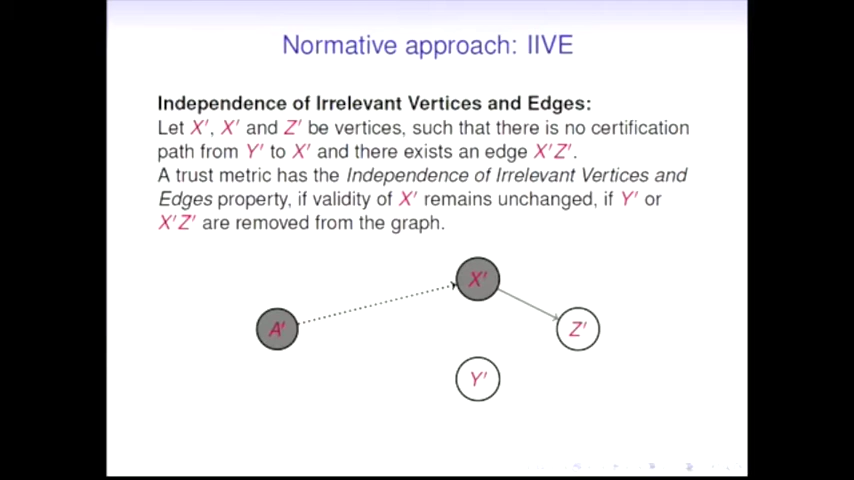 Normative approach: IIVE
Independence of Irrelevant Vertices and Edges:
Let X′, X′ and Z′ be vertices, such that there is no certification
path from Y′ to X′ and there exists an edge X′Z′.
A trust metric has the Independence of Irrelevant Vertices and
Edges property, if validity of X′ remains unchanged, if Y′ or
X′Z′ are removed from the graph.
X′
A′
Z′
Y′